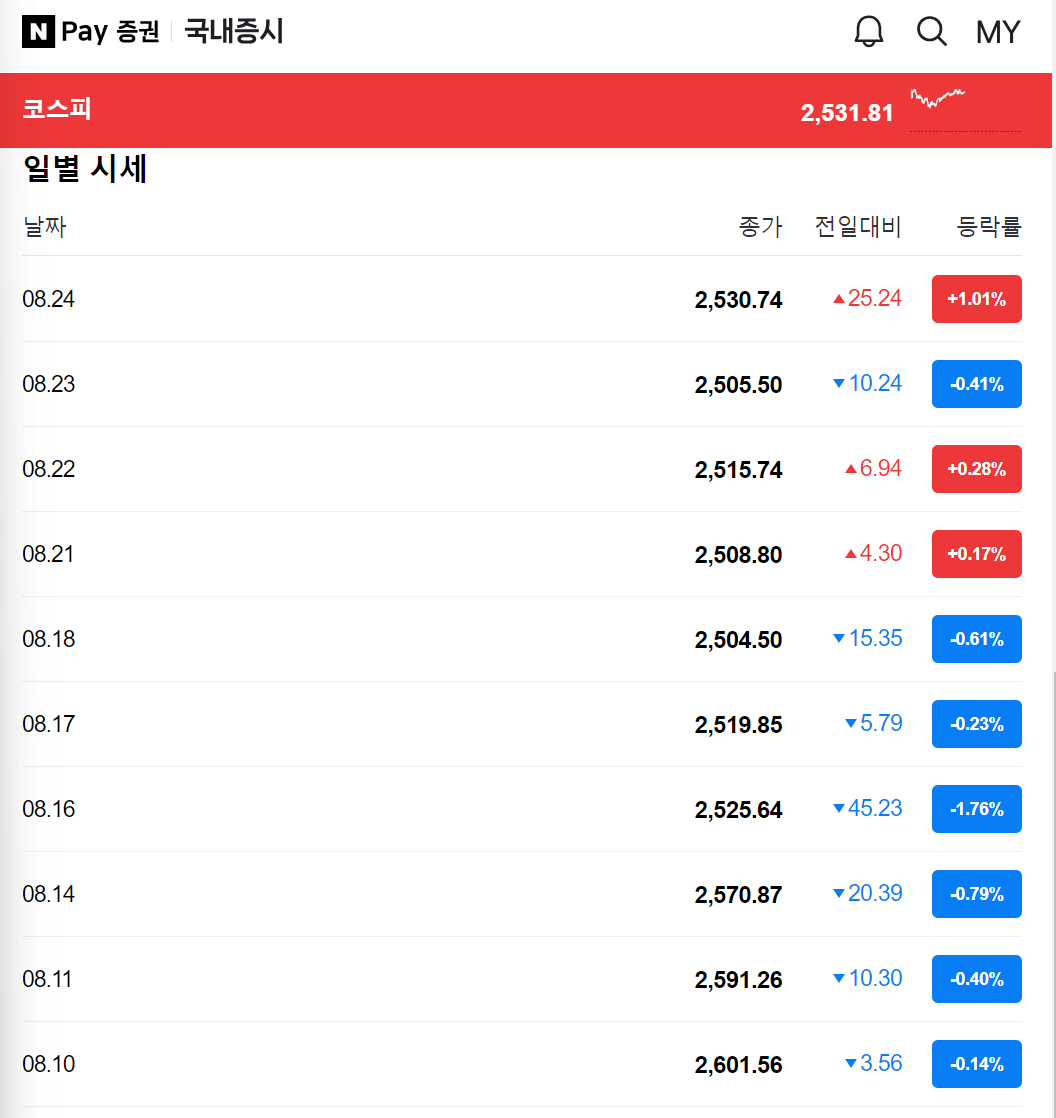 N Pay 증권 국내증시 MY
코스피 2,531.81
일별 시세
날짜 종가 전일대비 등락률
08.24 2,530.74 ▲25.24 +1.01%
08.23 2,505.50 ▼10.24 -0.41%
08.22 2,515.74 ▲6.94 +0.28%
08.21 2,508.80 ▲4.30 +0.17%
08.18 2,504.50 ▼15.35 -0.61%
08.17 2,519.85 ▼5.79 -0.23%
08.16 2,525.64 ▼45.23 -1.76%
08.14 2,570.87 ▼20.39 -0.79%
08.11 2,591.26 ▼10.30 -0.40%
08.10 2,601.56 ▼3.56 -0.14%